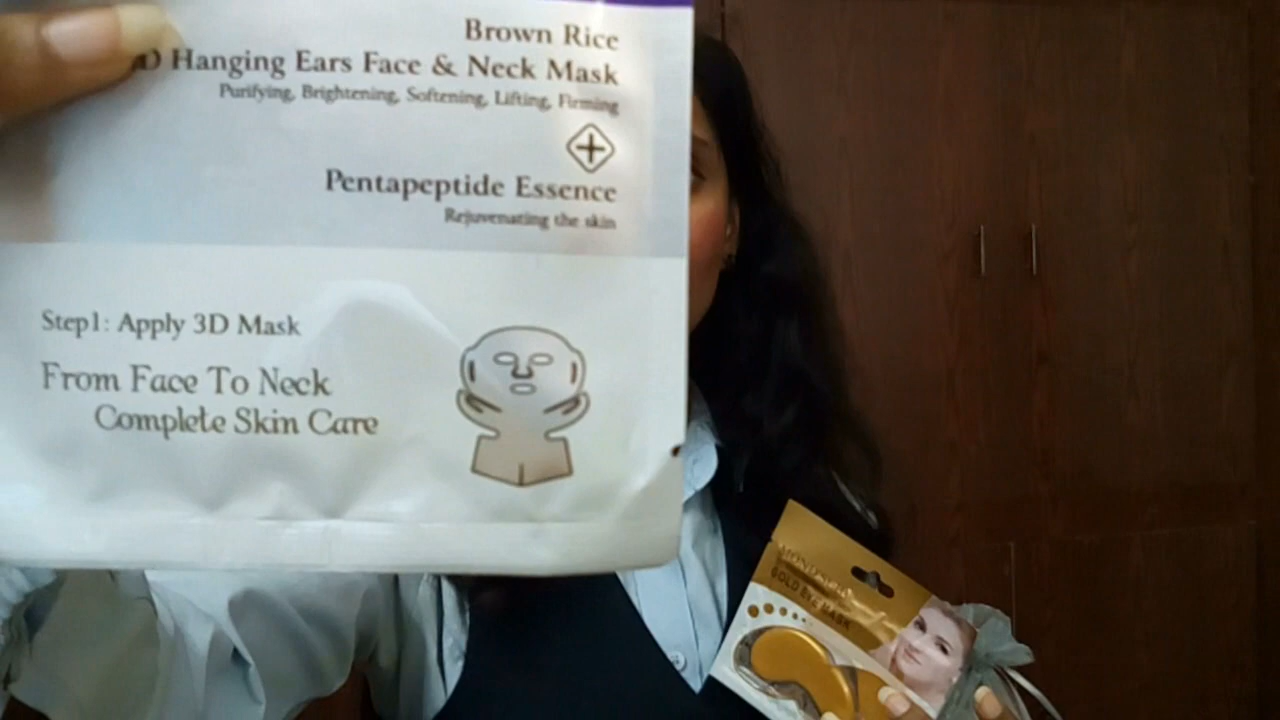 Brown Rice
D Hanging Ears Face & Neck Mask
Purifying, Brightening, Softening, Lifting, Firming
Pentapeptide Essence
Rejuvenating the skin
Step1: Apply 3D Mask
From Face To Neck
Complete Skin Care
GOLD EYE MASK